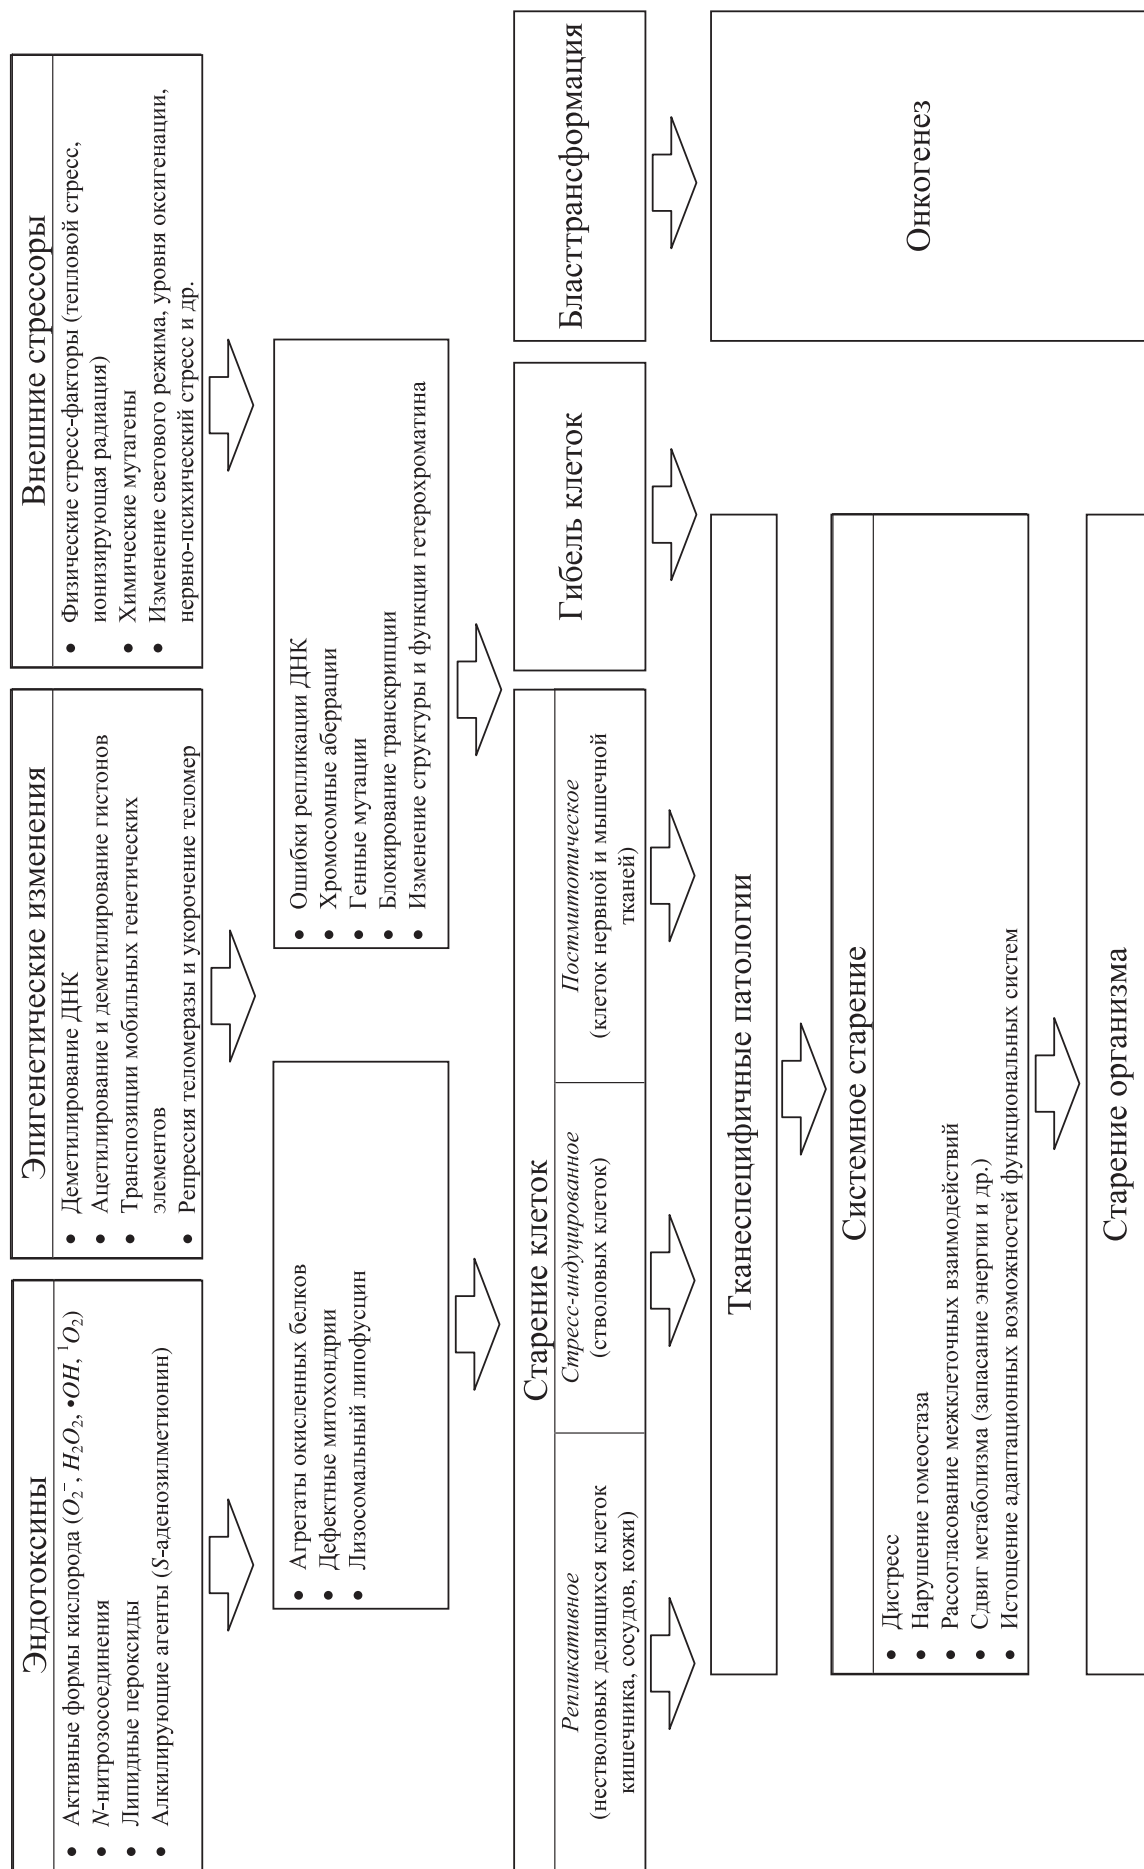 Эндотоксины
• Активные формы кислорода (O₂⁻, H₂O₂, •OH, ¹O₂)
• N-нитрозосоединения
• Липидные пероксиды
• Алкилирующие агенты (S-аденозилметионин)
Эпигенетические изменения
• Деметилирование ДНК
• Ацетилирование и деметилирование гистонов
• Транспозиции мобильных генетических
элементов
• Репрессия теломеразы и укорочение теломер
Внешние стрессоры
• Физические стресс-факторы (тепловой стресс,
ионизирующая радиация)
• Химические мутагены
• Изменение светового режима, уровня оксигенации,
нервно-психический стресс и др.
• Агрегаты окисленных белков
• Дефектные митохондрии
• Лизосомальный липофусцин
• Ошибки репликации ДНК
• Хромосомные аберрации
• Генные мутации
• Блокирование транскрипции
• Изменение структуры и функции гетерохроматина
Старение клеток
Репликативное
(нестволовых делящихся клеток
кишечника, сосудов, кожи)
Стресс-индуцированное
(стволовых клеток)
Постмитотическое
(клеток нервной и мышечной
тканей)
Гибель клеток
Бласттрансформация
Тканеспецифичные патологии
Онкогенез
Системное старение
• Дистресс
• Нарушение гомеостаза
• Рассогласование межклеточных взаимодействий
• Сдвиг метаболизма (запасание энергии и др.)
• Истощение адаптационных возможностей функциональных систем
Старение организма